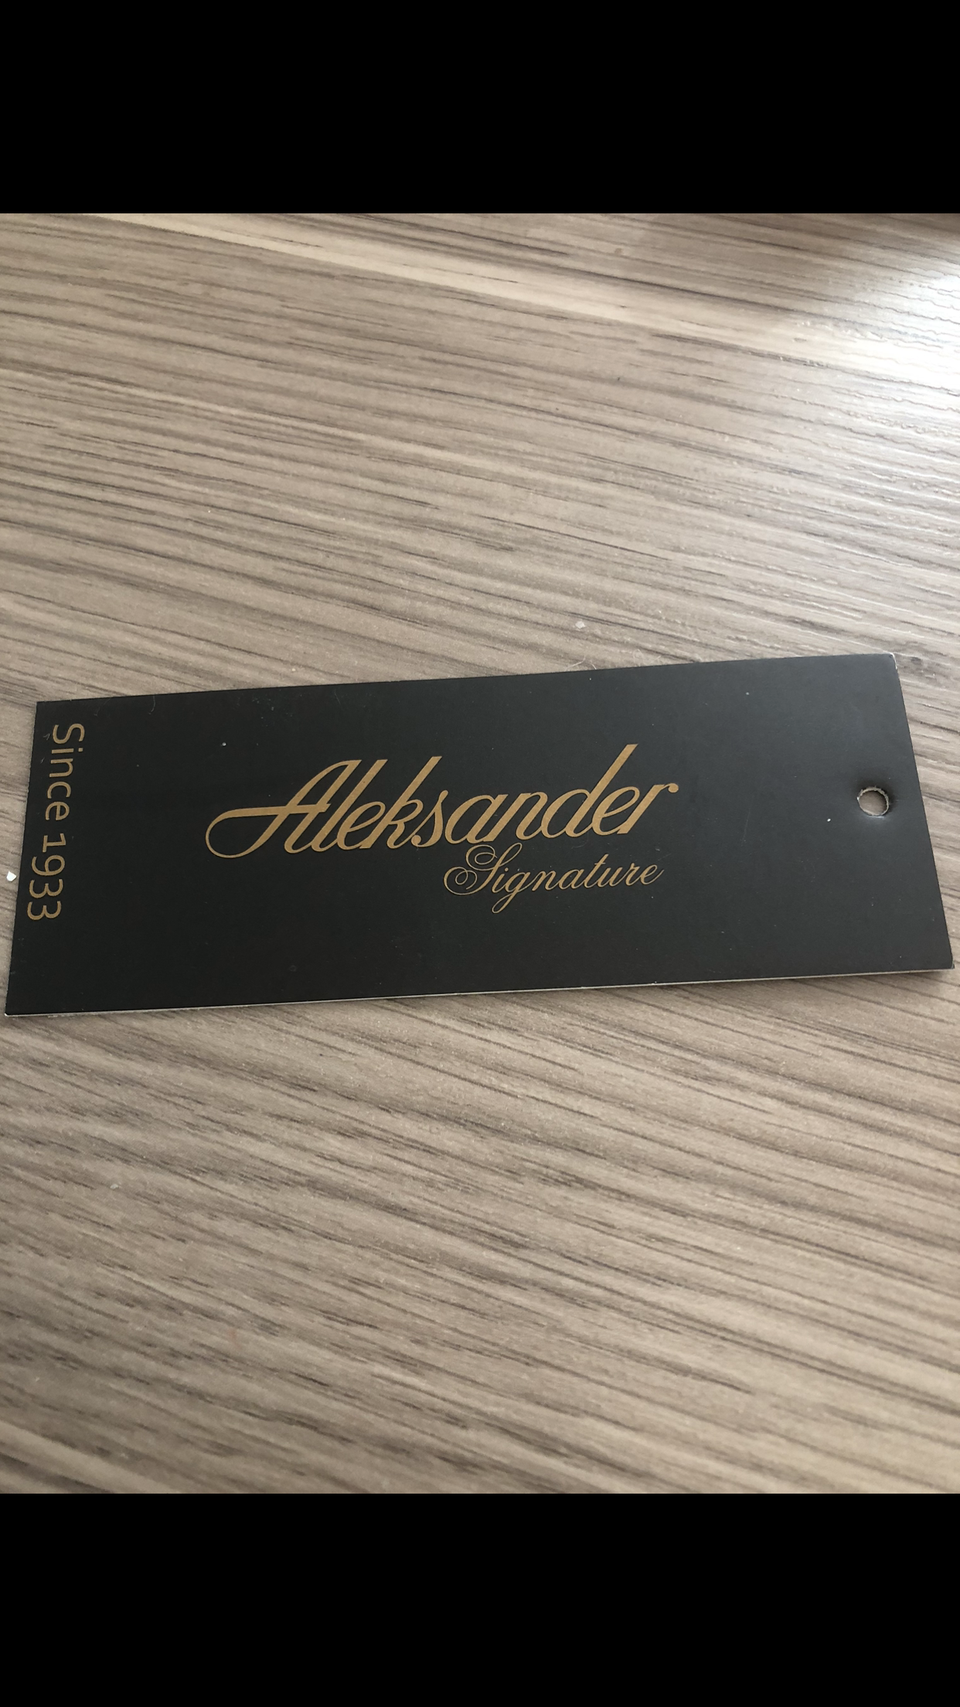 Aleksander
Signature
Since 1933